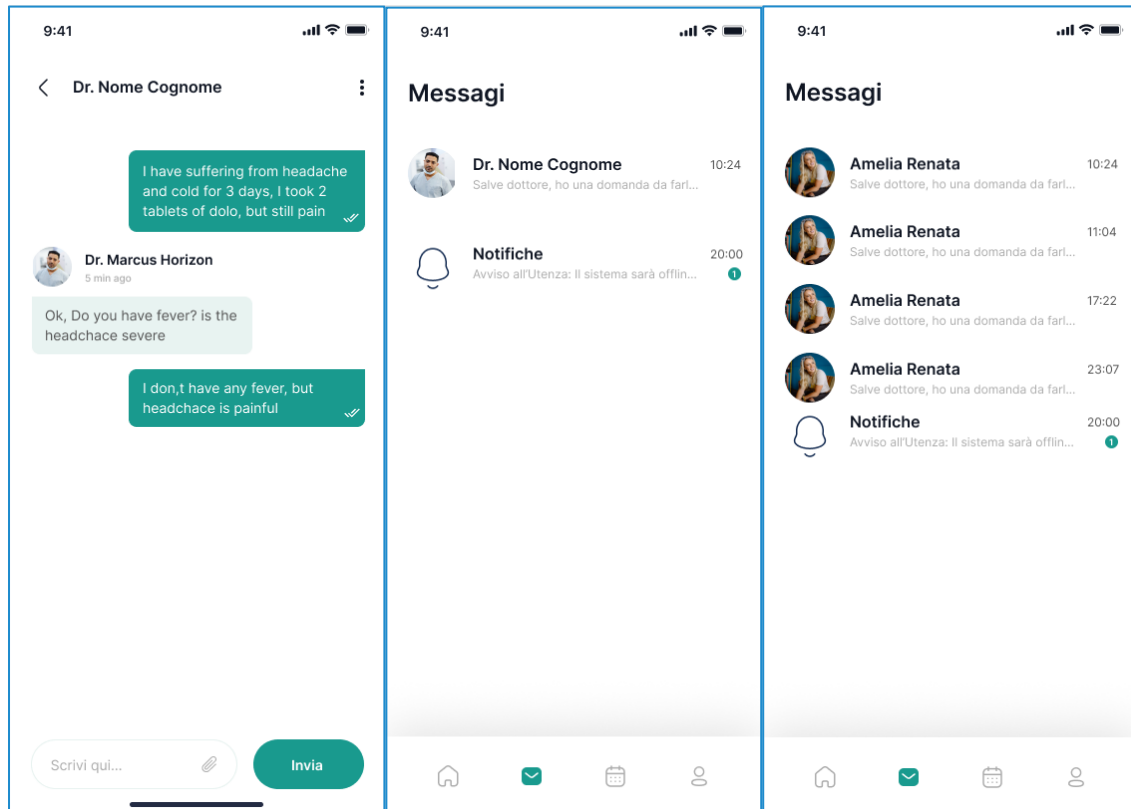 9:41
Dr. Nome Cognome
I have suffering from headache
and cold for 3 days, I took 2
tablets of dolo, but still pain
Dr. Marcus Horizon
5 min ago
Ok, Do you have fever? is the
headchace severe
I don,t have any fever, but
headchace is painful
Scrivi qui...
Invia
9:41
Messagi
Dr. Nome Cognome
10:24
Salve dottore, ho una domanda da farl...
Notifiche
20:00
Avviso all'Utenza: Il sistema sarà offlin...
1
9:41
Messagi
Amelia Renata
10:24
Salve dottore, ho una domanda da farl...
Amelia Renata
11:04
Salve dottore, ho una domanda da farl...
Amelia Renata
17:22
Salve dottore, ho una domanda da farl...
Amelia Renata
23:07
Salve dottore, ho una domanda da farl...
Notifiche
20:00
Avviso all'Utenza: Il sistema sarà offlin...
1